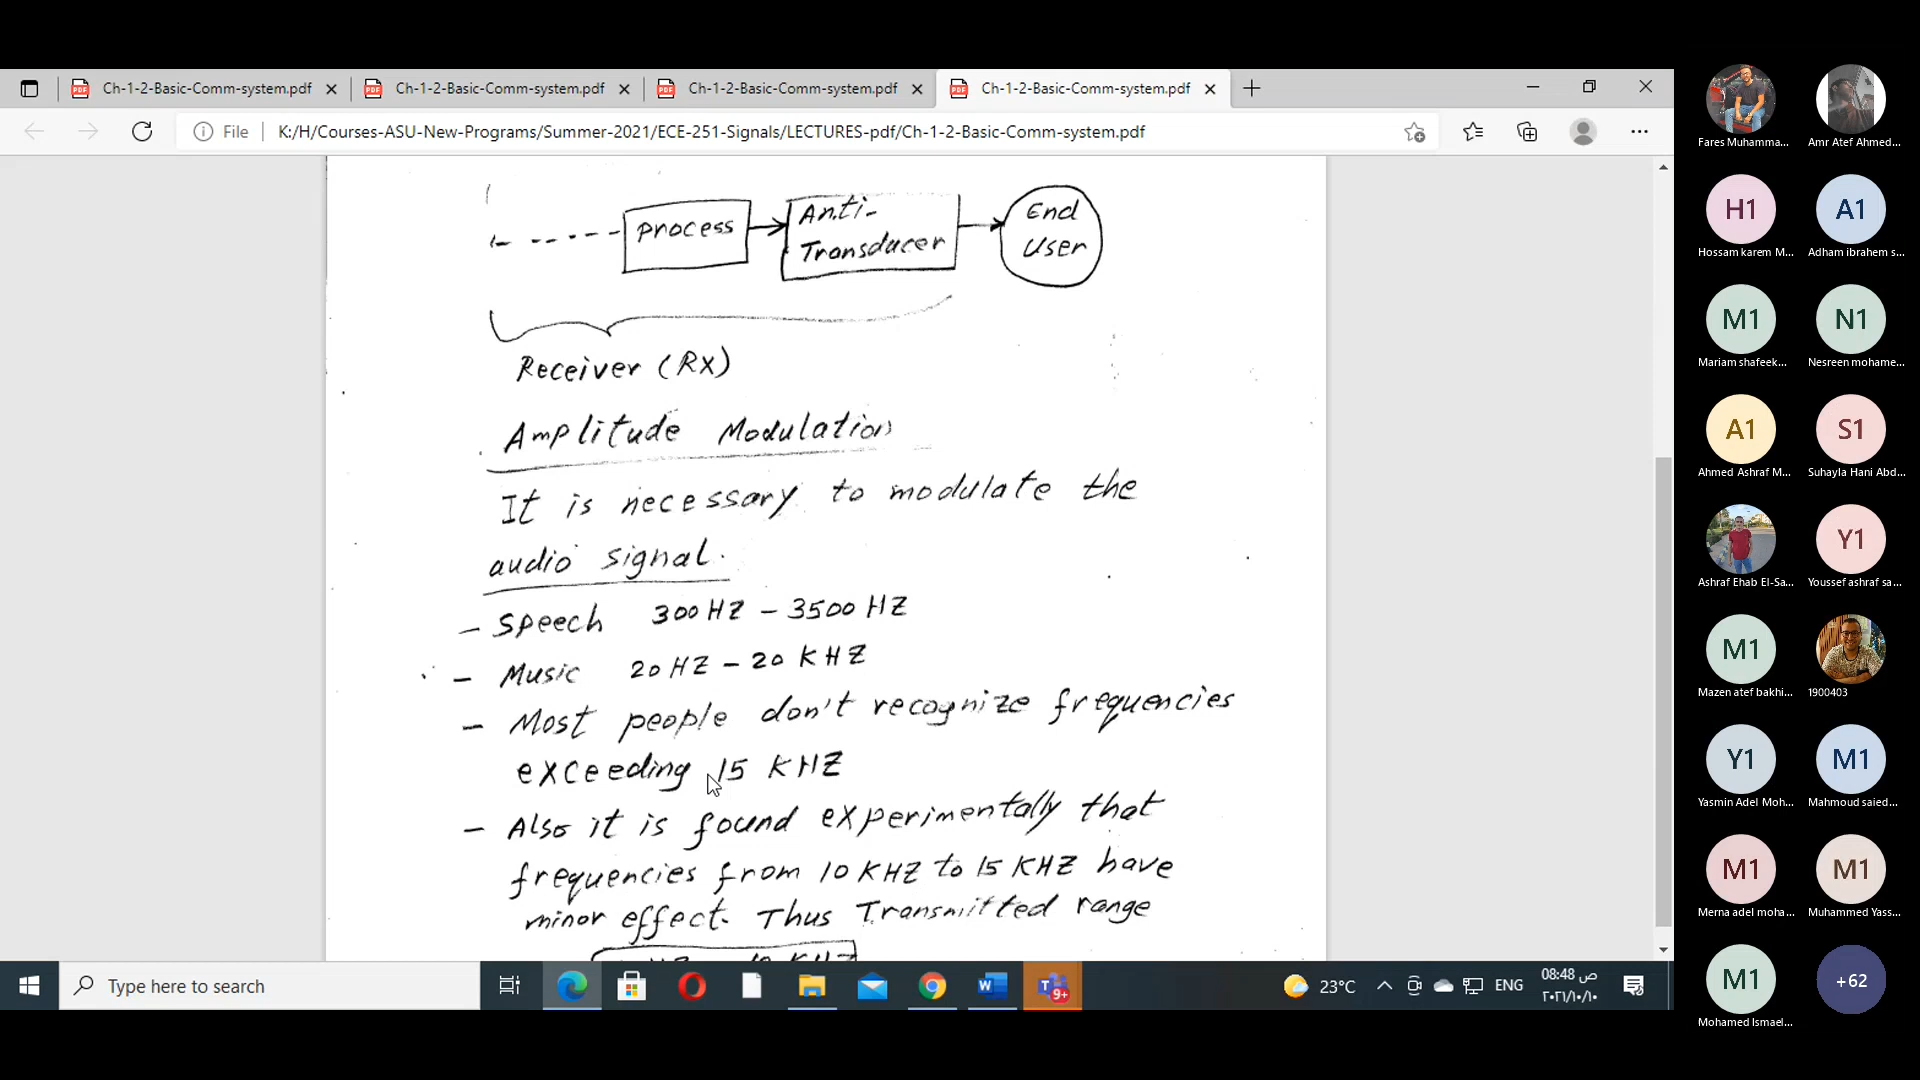 Ch-1-2-Basic-Comm-system.pdf
Ch-1-2-Basic-Comm-system.pdf
Ch-1-2-Basic-Comm-system.pdf
Ch-1-2-Basic-Comm-system.pdf
File
K:/H/Courses-ASU-New-Programs/Summer-2021/ECE-251-Signals/LECTURES-pdf/Ch-1-2-Basic-Comm-system.pdf
process
Anti-
Transducer
End
User
Receiver (RX)
Amplitude Modulation
It is necessary to modulate the
audio signal.
- Speech 300 HZ - 3500 HZ
- Music 20 HZ - 20 KHZ
- Most people don't recognize frequencies
exceeding 15 KHZ
- Also it is found experimentally that
frequencies from 10 KHZ to 15 KHZ have
minor effect. Thus Transmitted range
Type here to search
9+
23°C
ENG
08:48 ص
٢٠٢١/١٠/١٠
Fares Muhamma...
Amr Atef Ahmed...
H1
Hossam karem M...
A1
Adham ibrahem s...
M1
Mariam shafeek...
N1
Nesreen mohame...
A1
Ahmed Ashraf M...
S1
Suhayla Hani Abd...
Ashraf Ehab El-Sa...
Y1
Youssef ashraf sa...
M1
Mazen atef bakhi...
1900403
Y1
Yasmin Adel Moh...
M1
Mahmoud saied...
M1
Merna adel moha...
M1
Muhammed Yass...
M1
Mohamed Ismael...
+62